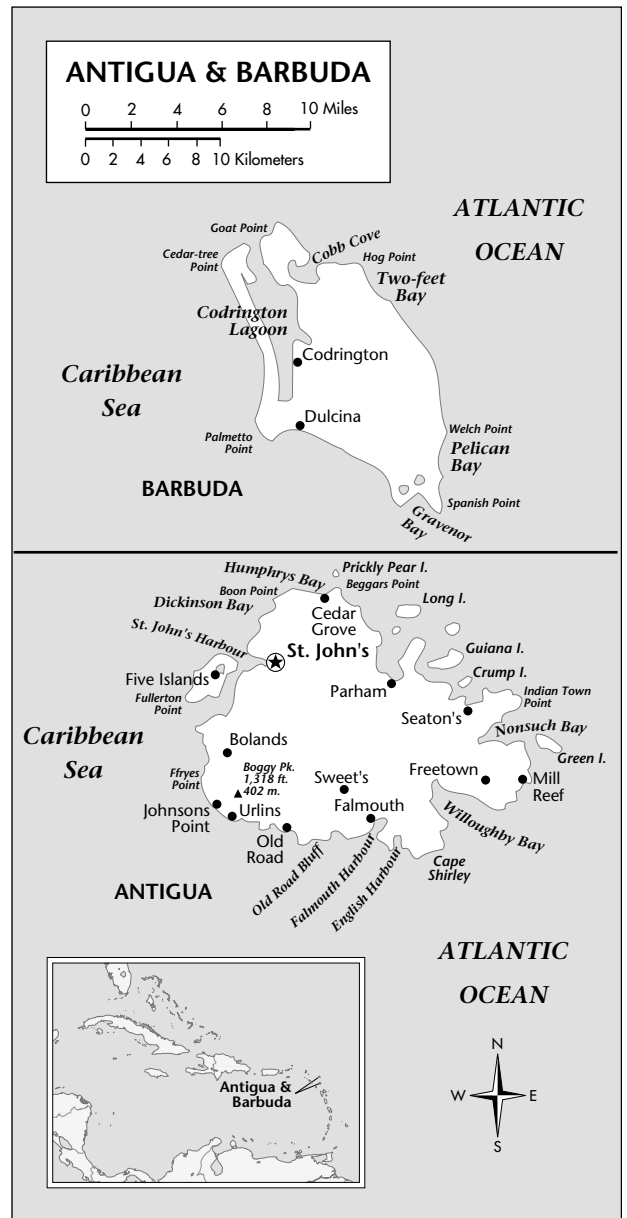 ANTIGUA & BARBUDA
0 2 4 6 8 10 Miles
0 2 4 6 8 10 Kilometers
ATLANTIC
OCEAN
Goat Point
Cobb Cove
Cedar-tree
Point
Hog Point
Two-feet
Bay
Codrington
Lagoon
Codrington
Caribbean
Sea
Dulcina
Palmetto
Point
Welch Point
Pelican
Bay
BARBUDA
Spanish Point
Gravenor
Bay
Prickly Pear I.
Humphrys Bay
Beggars Point
Boon Point
Dickinson Bay
Long I.
Cedar
Grove
St. John's Harbour
St. John's
Guiana I.
Five Islands
Crump I.
Parham
Fullerton
Point
Indian Town
Point
Seaton's
Nonsuch Bay
Caribbean
Sea
Bolands
Green I.
Boggy Pk.
1,318 ft.
402 m.
Ffryes
Point
Sweet's
Freetown
Mill
Reef
Johnsons
Point
Urlins
Falmouth
Willoughby Bay
Old
Road
Old Road Bluff
Falmouth Harbour
English Harbour
Cape
Shirley
ANTIGUA
ATLANTIC
OCEAN
Antigua &
Barbuda
N
W E
S